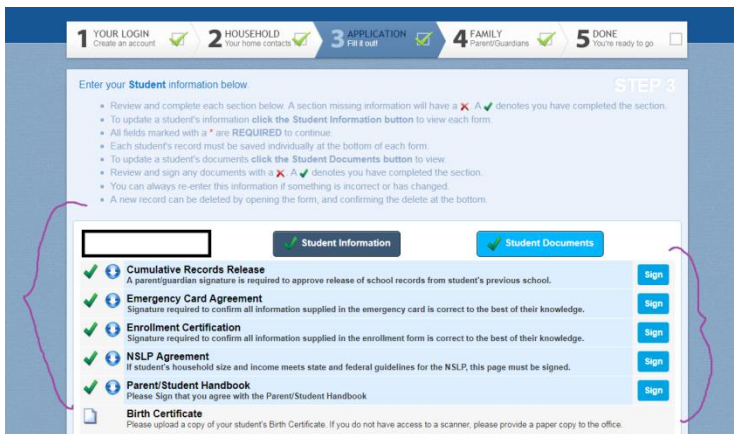 1 YOUR LOGIN
Create an account
2 HOUSEHOLD
Your home contacts
3 APPLICATION
Fill it out!
4 FAMILY
Parent/Guardians
5 DONE
You're ready to go
Enter your Student information below.
STEP 3
Review and complete each section below. A section missing information will have a ✗. A ✓ denotes you have completed the section.
To update a student's information click the Student Information button to view each form.
All fields marked with a * are REQUIRED to continue.
Each student's record must be saved individually at the bottom of each form.
To update a student's documents click the Student Documents button to view.
Review and sign any documents with a ✗. A ✓ denotes you have completed the section.
You can always re-enter this information if something is incorrect or has changed.
A new record can be deleted by opening the form, and confirming the delete at the bottom.
Student Information
Student Documents
Cumulative Records Release
A parent/guardian signature is required to approve release of school records from student's previous school.
Sign
Emergency Card Agreement
Signature required to confirm all information supplied in the emergency card is correct to the best of their knowledge.
Sign
Enrollment Certification
Signature required to confirm all information supplied in the enrollment form is correct to the best of their knowledge.
Sign
NSLP Agreement
If student's household size and income meets state and federal guidelines for the NSLP, this page must be signed.
Sign
Parent/Student Handbook
Please Sign that you agree with the Parent/Student Handbook
Sign
Birth Certificate
Please upload a copy of your student's Birth Certificate. If you do not have access to a scanner, please provide a paper copy to the office.